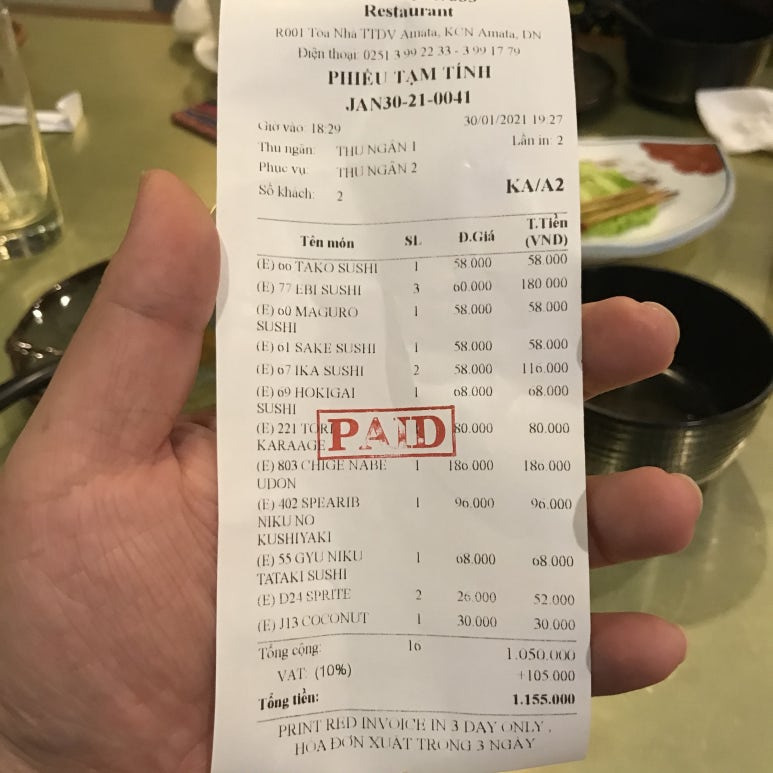 Restaurant
R001 Tòa Nhà TTDV Amata, KCN Amata, ĐN
Điện thoại: 0251 3 99 22 33 - 3 99 17 79
PHIẾU TẠM TÍNH
JAN30-21-0041
30/01/2021 19:27
Giờ vào: 18:29
Lần in: 2
Thu ngân: THU NGÂN 1
Phục vụ: THU NGÂN 2
Số khách: 2 KA/A2
Tên món SL Đ.Giá T.Tiền (VND)
(E) 66 TAKO SUSHI 1 58.000 58.000
(E) 77 EBI SUSHI 3 60.000 180 000
(E) 60 MAGURO 1 58.000 58.000
SUSHI
(E) 61 SAKE SUSHI 1 58.000 58.000
(E) 67 IKA SUSHI 2 58.000 116.000
(E) 69 HOKIGAI 1 68.000 68.000
SUSHI
(E) 221 TORI 80.000 80.000
KARAAGE
PAID
(E) 803 CHIGE NABE 1 186.000 186.000
UDON
(E) 402 SPEARIB 1 96.000 96.000
NIKU NO
KUSHIYAKI
(E) 55 GYU NIKU 1 68.000 68.000
TATAKI SUSHI
(E) D24 SPRITE 2 26.000 52.000
(E) J13 COCONUT 1 30.000 30.000
Tổng cộng: 16 1.050.000
VAT: (10%) +105 000
Tổng tiền: 1.155.000
PRINT RED INVOICE IN 3 DAY ONLY ,
HÓA ĐƠN XUẤT TRONG 3 NGÀY